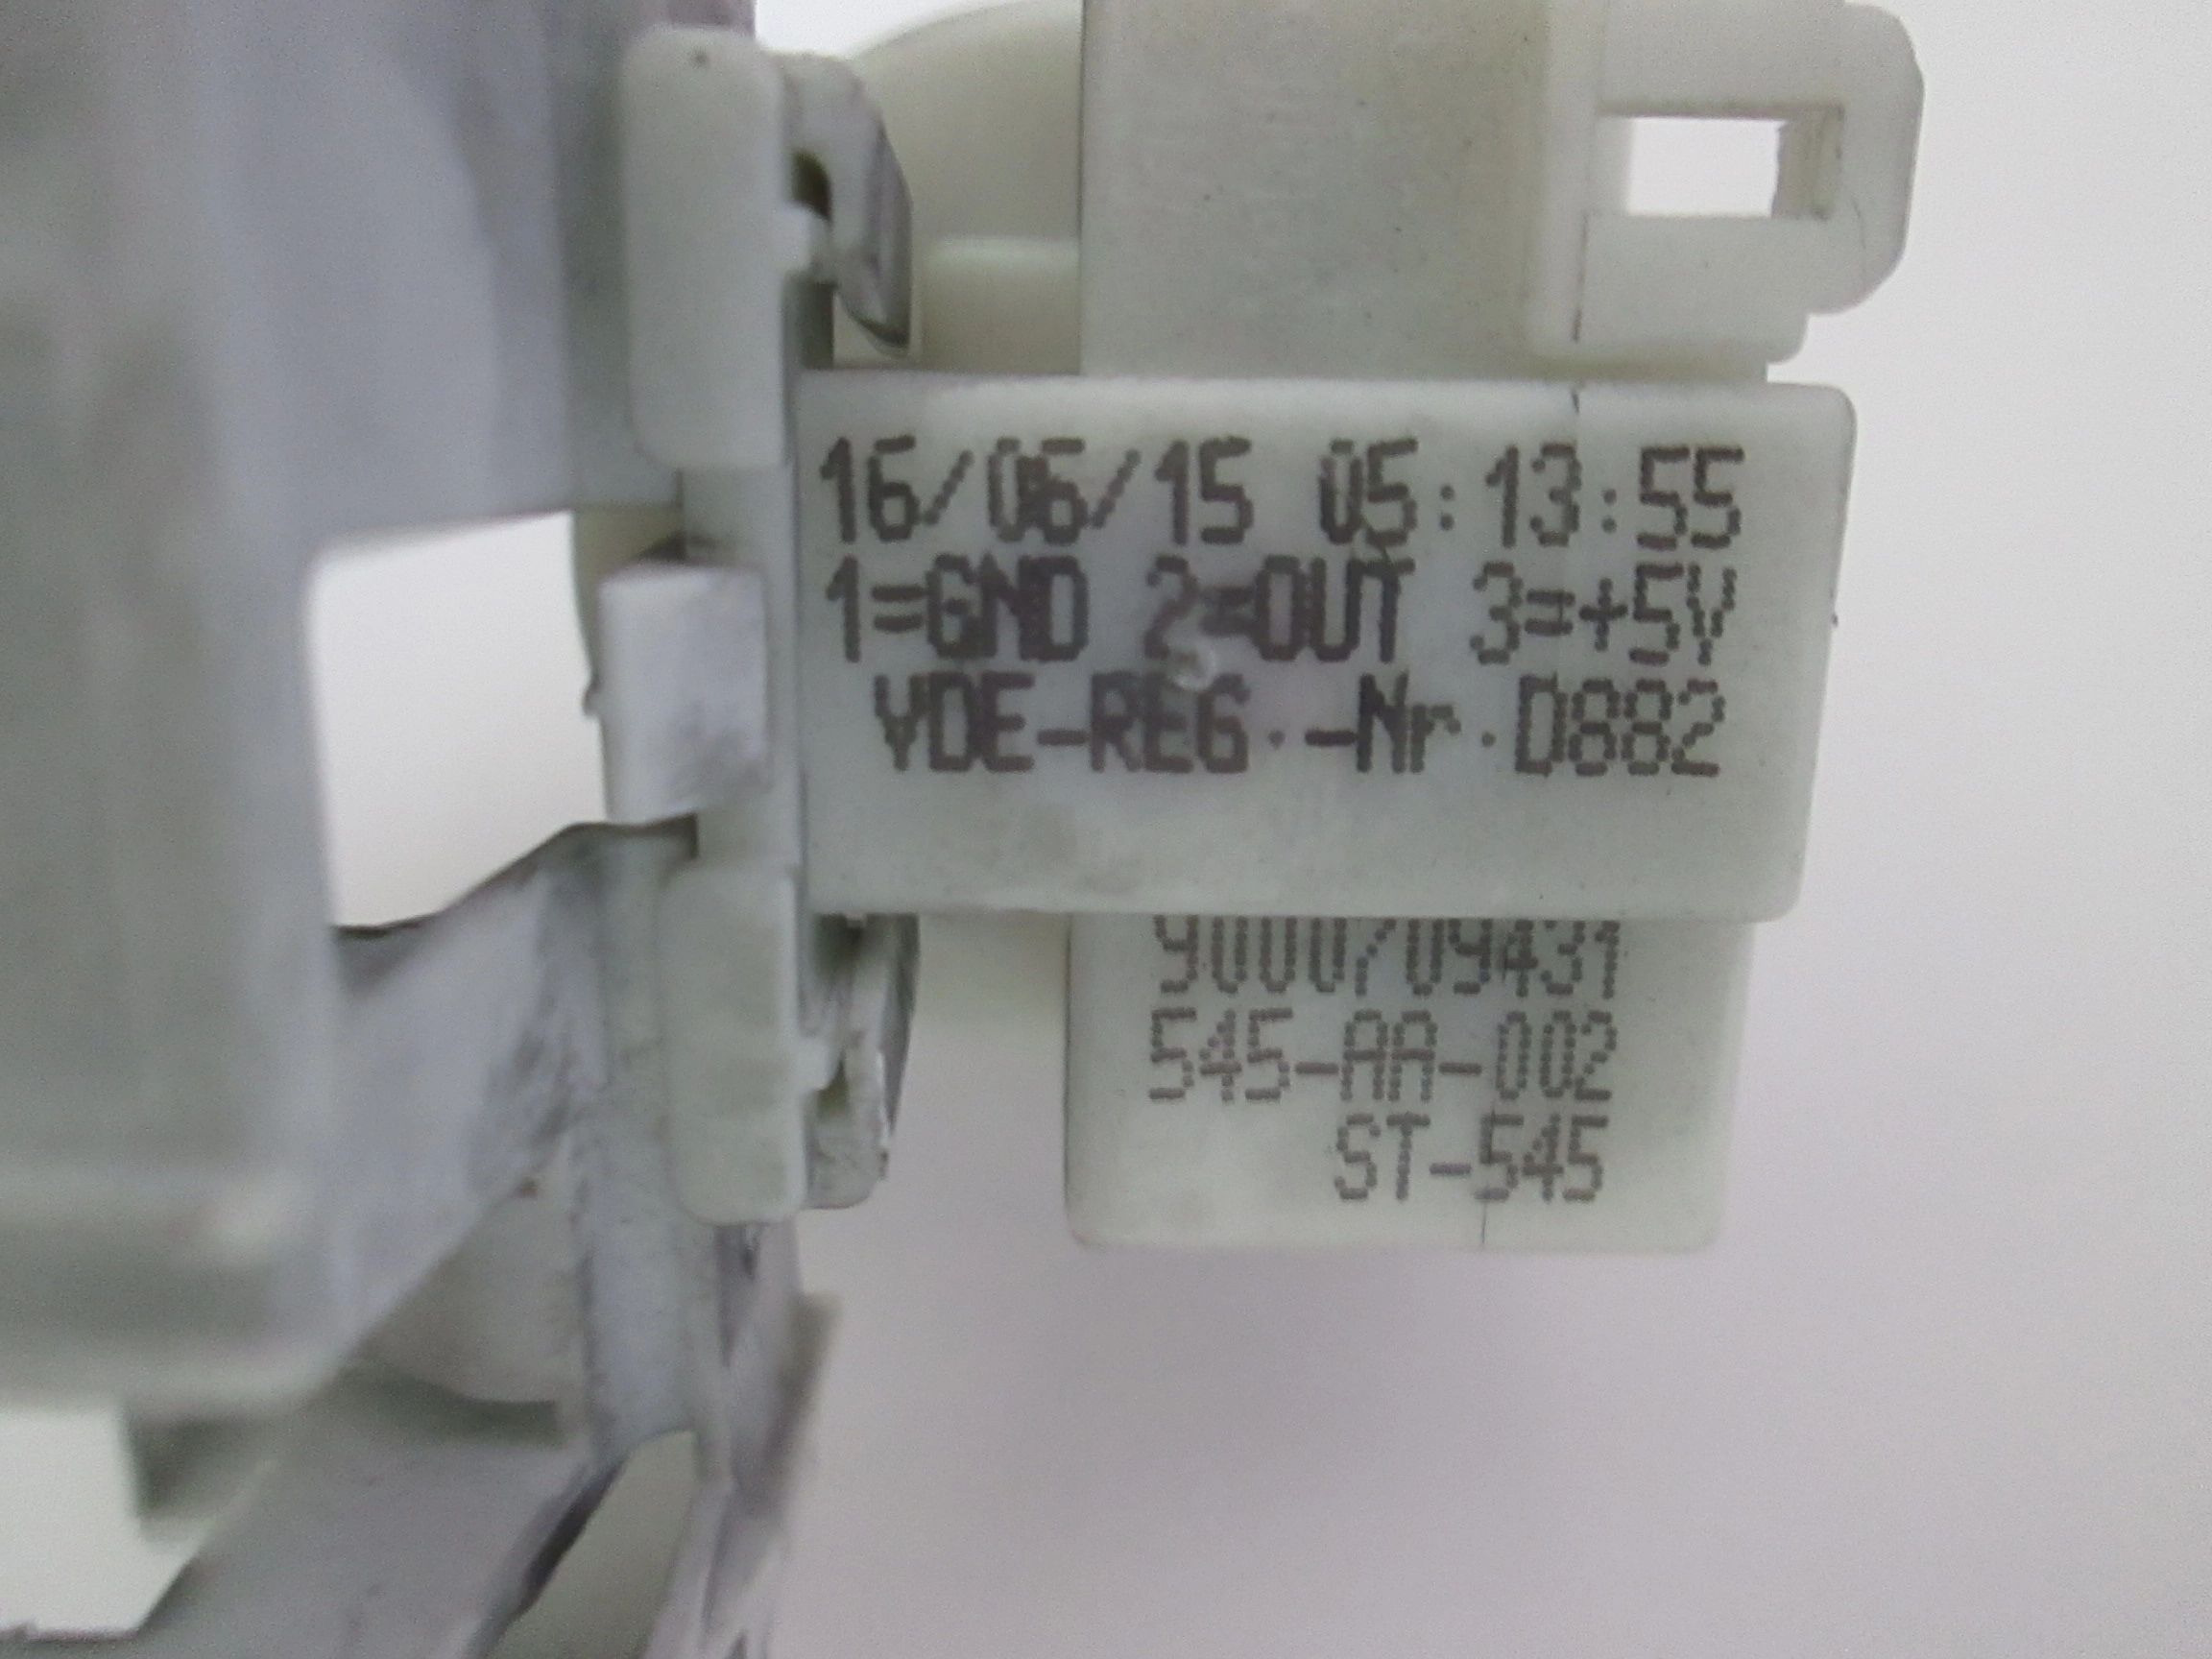 16/06/15 05:13:55
1=GND 2=OUT 3=+5V
VDE-REG.-Nr.D882
9000709431
545-AA-002
ST-545